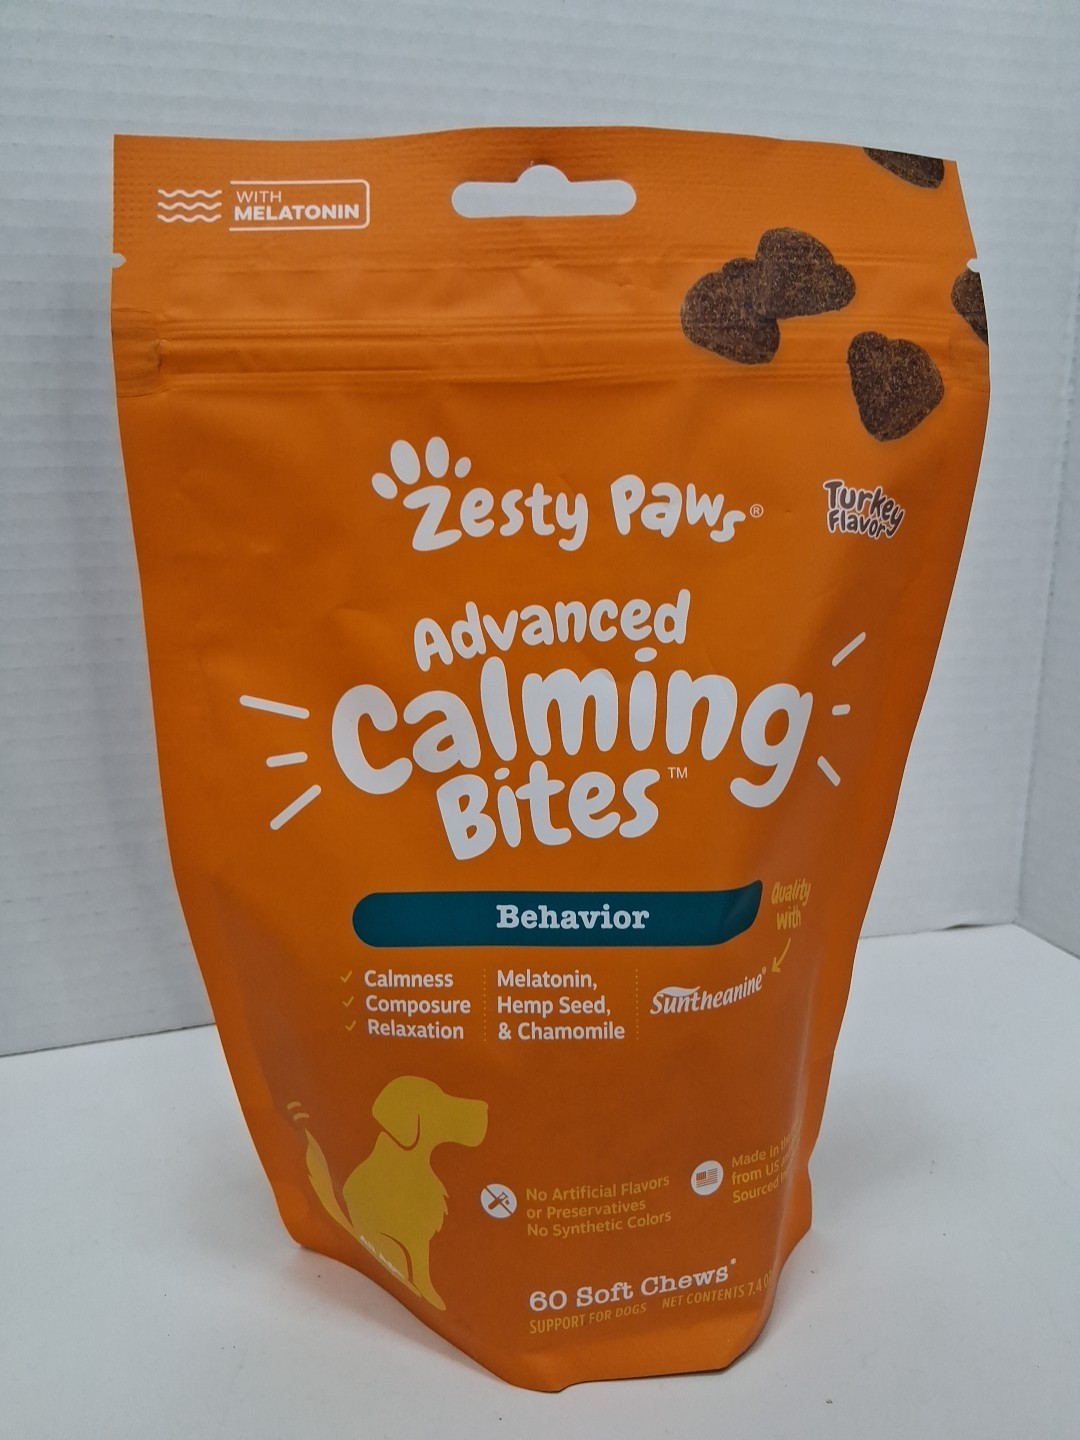 WITH
MELATONIN
Zesty Paws®
Turkey
Flavor
Advanced
Calming
Bites™
Behavior
Quality
with
✓ Calmness
✓ Composure
✓ Relaxation
Melatonin,
Hemp Seed,
& Chamomile
Suntheanine®
No Artificial Flavors
or Preservatives
No Synthetic Colors
Made in
from US
Sourced
60 Soft Chews*
SUPPORT FOR DOGS NET CONTENTS 7.4